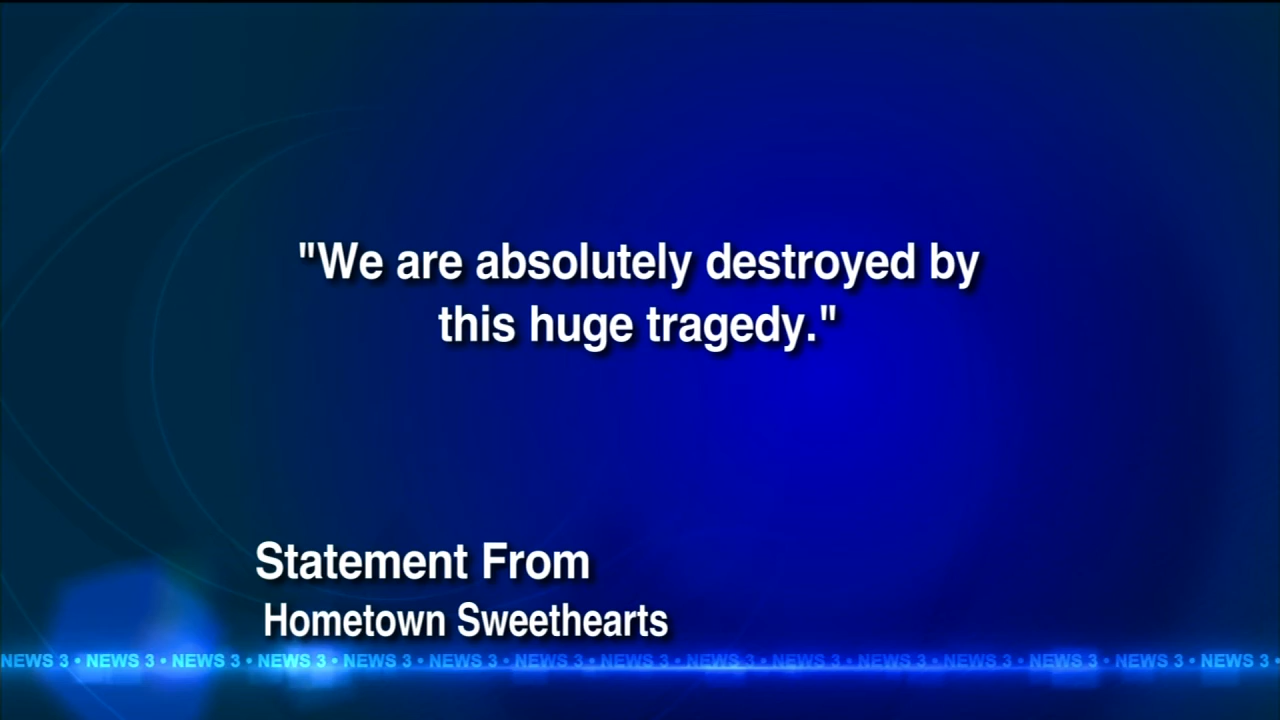 "We are absolutely destroyed by
this huge tragedy."
Statement From
Hometown Sweethearts
NEWS 3 • NEWS 3 • NEWS 3 • NEWS 3 • NEWS 3 • NEWS 3 • NEWS 3 • NEWS 3 • NEWS 3 • NEWS 3 • NEWS 3 • NEWS 3 • NEWS 3 • NEWS 3 • NEWS 3 •